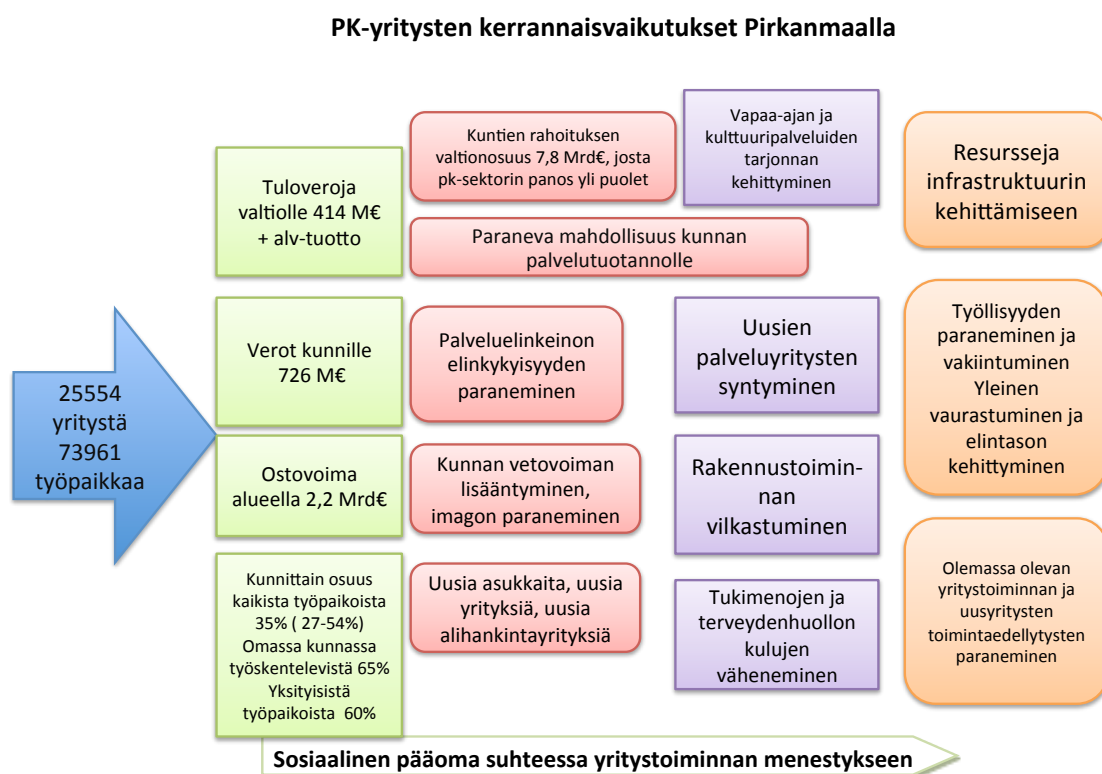 PK-yritysten kerrannaisvaikutukset Pirkanmaalla
25554
yritystä
73961
työpaikkaa
Tuloveroja
valtiolle 414 M€
+ alv-tuotto
Verot kunnille
726 M€
Ostovoima
alueella 2,2 Mrd€
Kunnittain osuus
kaikista työpaikoista
35% ( 27-54%)
Omassa kunnassa
työskentelevistä 65%
Yksityisistä
työpaikoista 60%
Kuntien rahoituksen
valtionosuus 7,8 Mrd€, josta
pk-sektorin panos yli puolet
Paraneva mahdollisuus kunnan
palvelutuotannolle
Palveluelinkeinon
elinkykyisyyden
paraneminen
Kunnan vetovoiman
lisääntyminen,
imagon paraneminen
Uusia asukkaita, uusia
yrityksiä, uusia
alihankintayrityksiä
Vapaa-ajan ja
kulttuuripalveluiden
tarjonnan
kehittyminen
Uusien
palveluyritysten
syntyminen
Rakennustoimin-
nan
vilkastuminen
Tukimenojen ja
terveydenhuollon
kulujen
väheneminen
Resursseja
infrastruktuurin
kehittämiseen
Työllisyyden
paraneminen ja
vakiintuminen
Yleinen
vaurastuminen ja
elintason
kehittyminen
Olemassa olevan
yritystoiminnan ja
uusyritysten
toimintaedellytysten
paraneminen
Sosiaalinen pääoma suhteessa yritystoiminnan menestykseen